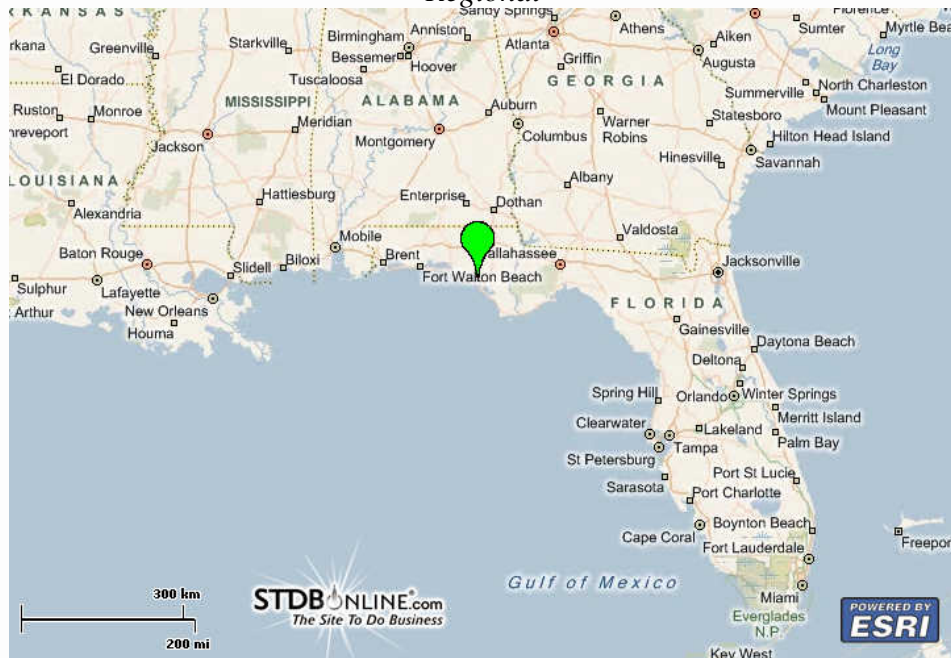 Regional
KANSAS
Greenville
Starkville
Birmingham
Anniston
Sandy Springs
Athens
Aiken
Florence
Sumter
Myrtle Bea
El Dorado
Bessemer
Hoover
Atlanta
Griffin
Augusta
Long
Bay
Tuscaloosa
GEORGIA
Summerville
North Charleston
Mount Pleasant
Ruston
Monroe
MISSISSIPPI
ALABAMA
Auburn
Warner
Robins
Statesboro
Meridian
Columbus
Hilton Head Island
Jackson
Montgomery
Hinesville
Savannah
LOUISIANA
Hattiesburg
Enterprise
Albany
Dothan
Alexandria
Valdosta
Mobile
Baton Rouge
Brent
allahassee
Slidell
Biloxi
Fort Walton Beach
Jacksonville
Sulphur
Lafayette
Arthur
New Orleans
Houma
FLORIDA
Gainesville
Daytona Beach
Deltona
Spring Hill
Orlando
Winter Springs
Merritt Island
Clearwater
Lakeland
Tampa
Palm Bay
St Petersburg
Port St Lucie
Sarasota
Port Charlotte
Cape Coral
Boynton Beach
Freepor
Fort Lauderdale
Gulf of Mexico
Miami
Everglades
N.P.
Key West
300 km
200 mi
STDBONLINE.com
The Site To Do Business
POWERED BY
ESRI